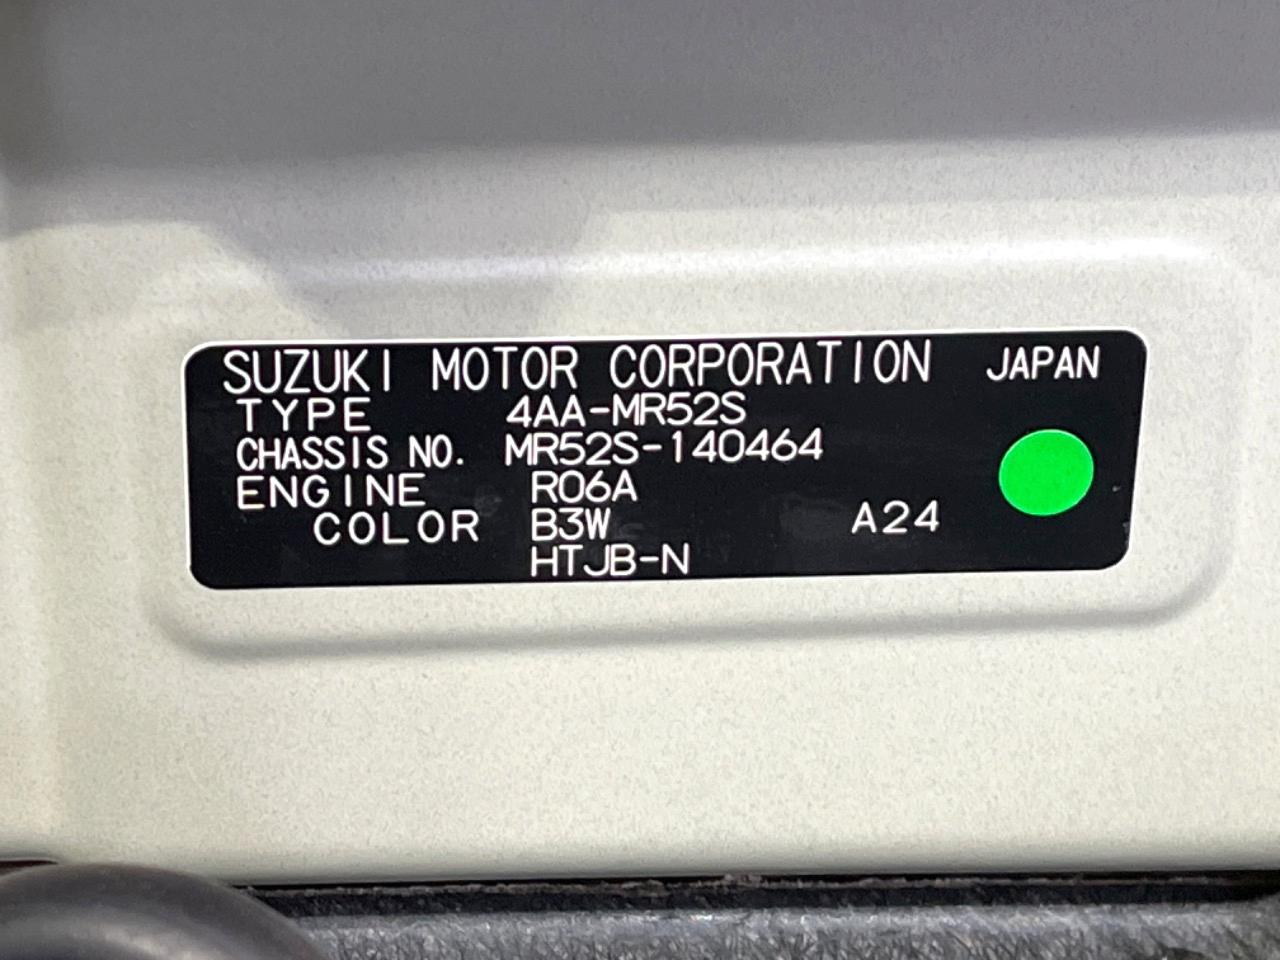 SUZUKI MOTOR CORPORATION JAPAN
TYPE 4AA-MR52S
CHASSIS NO. MR52S-140464
ENGINE R06A
COLOR B3W A24
HTJB-N